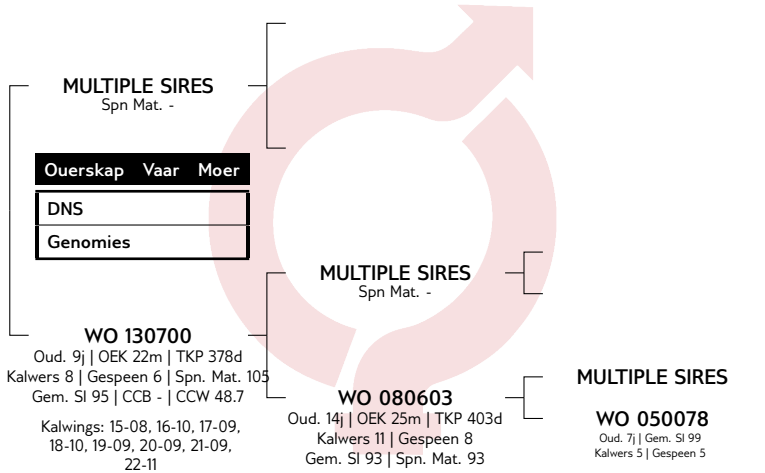 MULTIPLE SIRES
Spn Mat. -
Ouerskap Vaar Moer
DNS
Genomies
WO 130700
Oud. 9j | OEK 22m | TKP 378d
Kalwers 8 | Gespeen 6 | Spn. Mat. 105
Gem. SI 95 | CCB - | CCW 48.7
Kalwings: 15-08, 16-10, 17-09,
18-10, 19-09, 20-09, 21-09,
22-11
MULTIPLE SIRES
Spn Mat. -
WO 080603
Oud. 14j | OEK 25m | TKP 403d
Kalwers 11 | Gespeen 8
Gem. SI 93 | Spn. Mat. 93
MULTIPLE SIRES
WO 050078
Oud. 7j | Gem. SI 99
Kalwers 5 | Gespeen 5